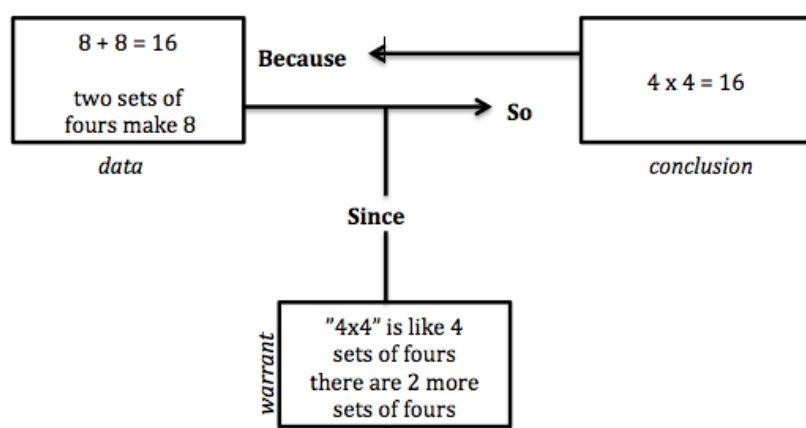 8 + 8 = 16
two sets of
fours make 8
data
Because
So
4 x 4 = 16
conclusion
Since
warrant
”4x4” is like 4
sets of fours
there are 2 more
sets of fours